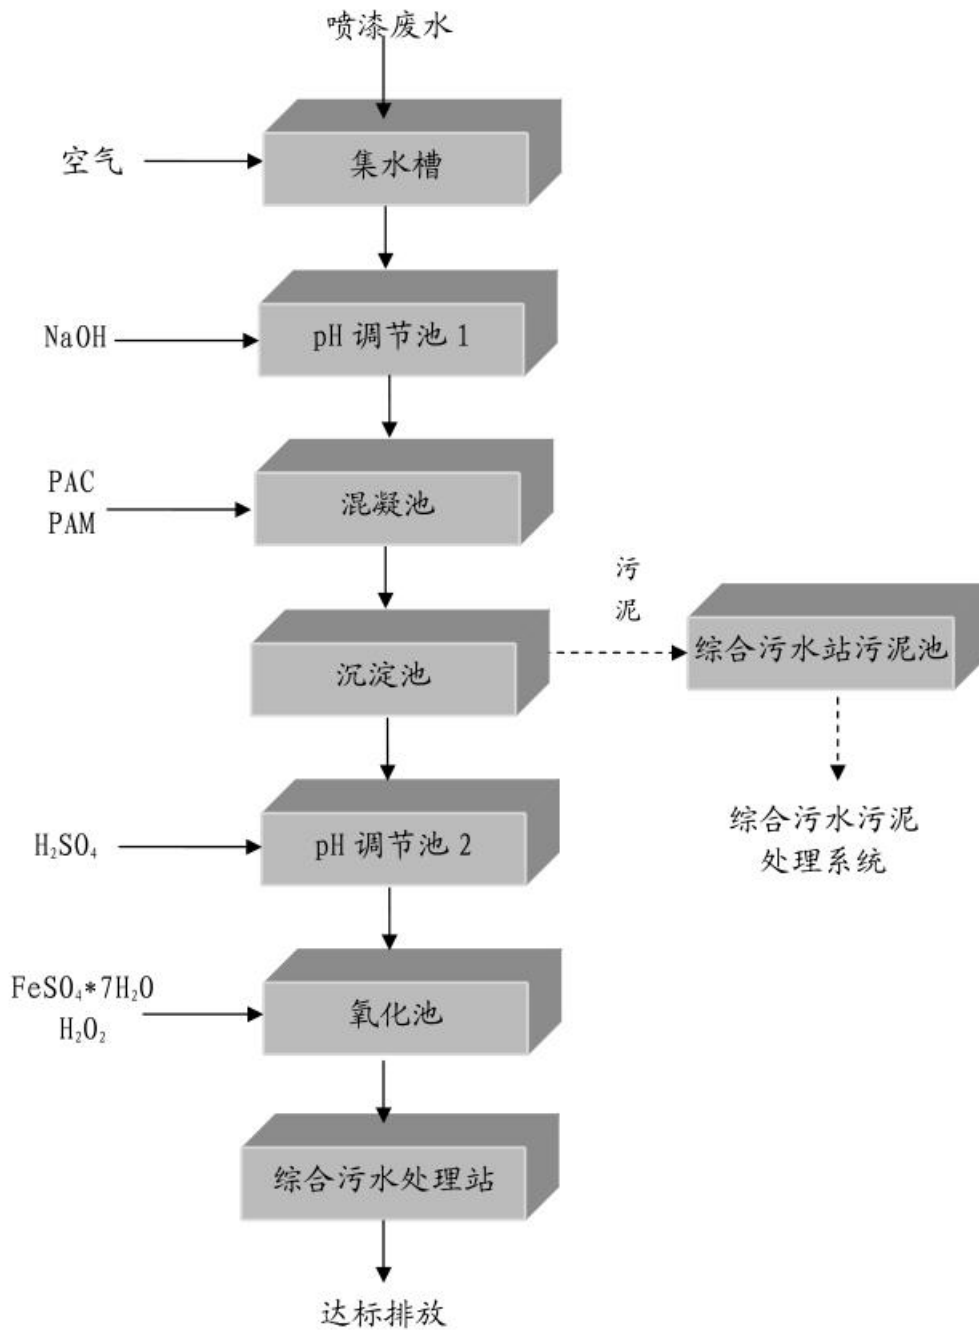 喷漆废水
空气
集水槽
NaOH
pH 调节池 1
PAC
PAM
混凝池
污
泥
沉淀池
综合污水站污泥池
综合污水污泥
处理系统
H₂SO₄
pH 调节池 2
FeSO₄*7H₂O
H₂O₂
氧化池
综合污水处理站
达标排放